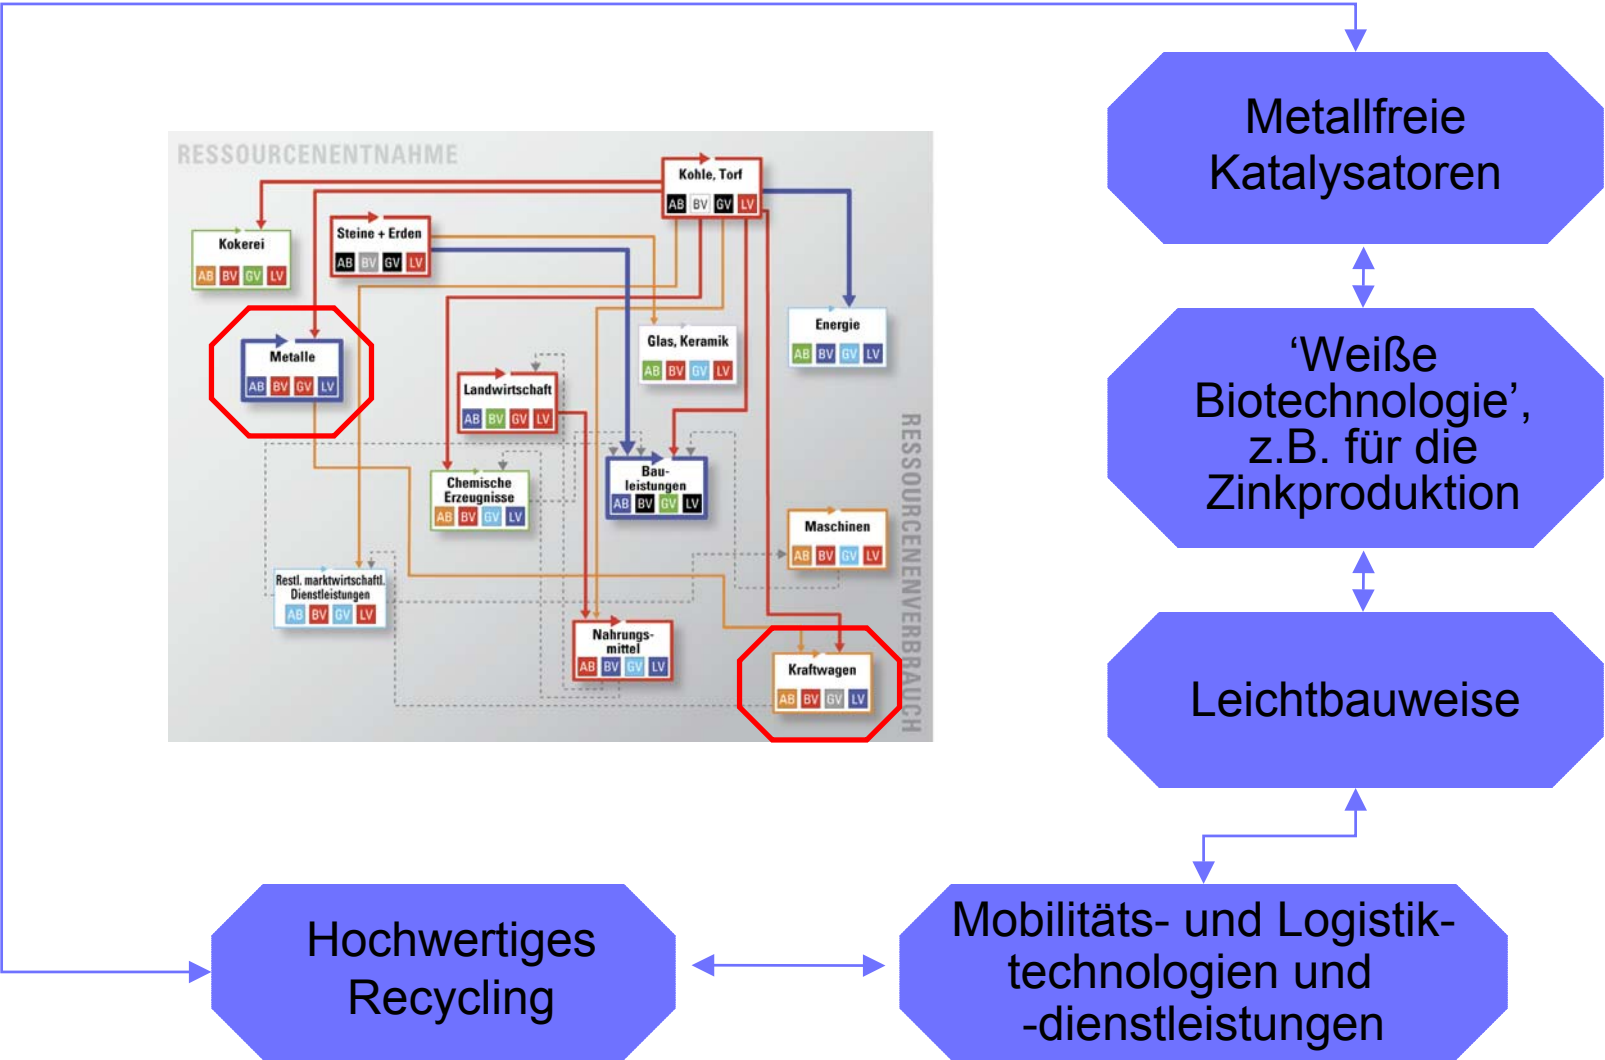 Metallfreie
Katalysatoren
RESSOURCENENTNAHME
Kohle, Torf
AB BV GV LV
Kokerei
AB BV GV LV
Steine + Erden
AB BV GV LV
Metalle
AB BV GV LV
Glas, Keramik
AB BV GV LV
Energie
AB BV GV LV
‘Weiße
Biotechnologie’,
z.B. für die
Zinkproduktion
Landwirtschaft
AB BV GV LV
RESSOURCENVERBRAUCH
Chemische
Erzeugnisse
AB BV GV LV
Bau-
leistungen
AB BV GV LV
Maschinen
AB BV GV LV
Restl. marktwirtschaftl.
Dienstleistungen
AB BV GV LV
Nahrungs-
mittel
AB BV GV LV
Kraftwagen
AB BV GV LV
Leichtbauweise
Hochwertiges
Recycling
Mobilitäts- und Logistik-
technologien und
-dienstleistungen